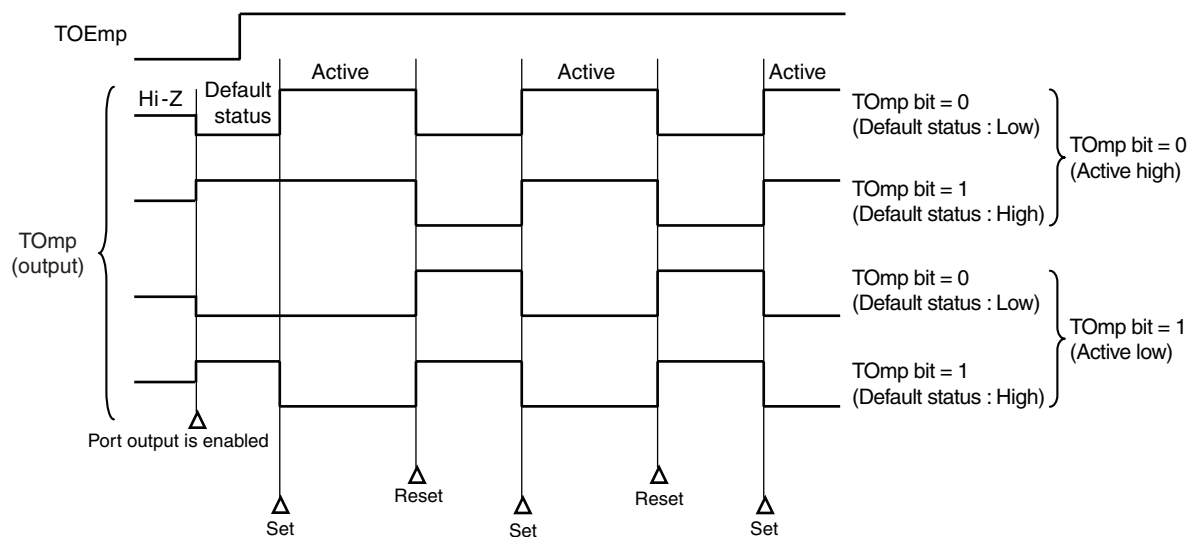 TOEmp
Active
Active
Active
Hi-Z
Default
status
TOmp bit = 0
(Default status : Low)
TOmp bit = 0
(Active high)
TOmp bit = 1
(Default status : High)
TOmp
(output)
TOmp bit = 0
(Default status : Low)
TOmp bit = 1
(Active low)
TOmp bit = 1
(Default status : High)
Port output is enabled
Reset
Reset
Set
Set
Set